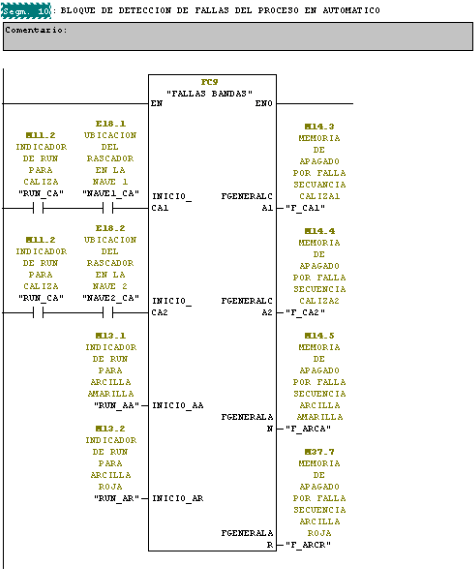 Segm. 10: BLOQUE DE DETECCION DE FALLAS DEL PROCESO EN AUTOMATICO
Comentario:
FC9
"FALLAS BANDAS"
EN ENO
M11.2
INDICADOR
DE RUN
PARA
CALIZA
"RUN_CA"
E18.1
UBICACION
DEL
RASCADOR
EN LA
NAVE 1
"NAVE1_CA"
INICIO_
CA1
FGENERALC
A1
M14.3
MEMORIA
DE
APAGADO
POR FALLA
SECUANCIA
CALIZA1
"F_CA1"
M11.2
INDICADOR
DE RUN
PARA
CALIZA
"RUN_CA"
E18.2
UBICACION
DEL
RASCADOR
EN LA
NAVE 2
"NAVE2_CA"
INICIO_
CA2
FGENERALC
A2
M14.4
MEMORIA
DE
APAGADO
POR FALLA
SECUENCIA
CALIZA2
"F_CA2"
M13.1
INDICADOR
DE RUN
PARA
ARCILLA
AMARILLA
"RUN_AA"
INICIO_AA
FGENERALA
N
M14.5
MEMORIA
DE
APAGADO
POR FALLA
SECUENCIA
ARCILLA
AMARILLA
"F_ARCA"
M13.2
INDICADOR
DE RUN
PARA
ARCILLA
ROJA
"RUN_AR"
INICIO_AR
FGENERALA
R
M37.7
MEMORIA
DE
APAGADO
POR FALLA
SECUENCIA
ARCILLA
ROJA
"F_ARCR"